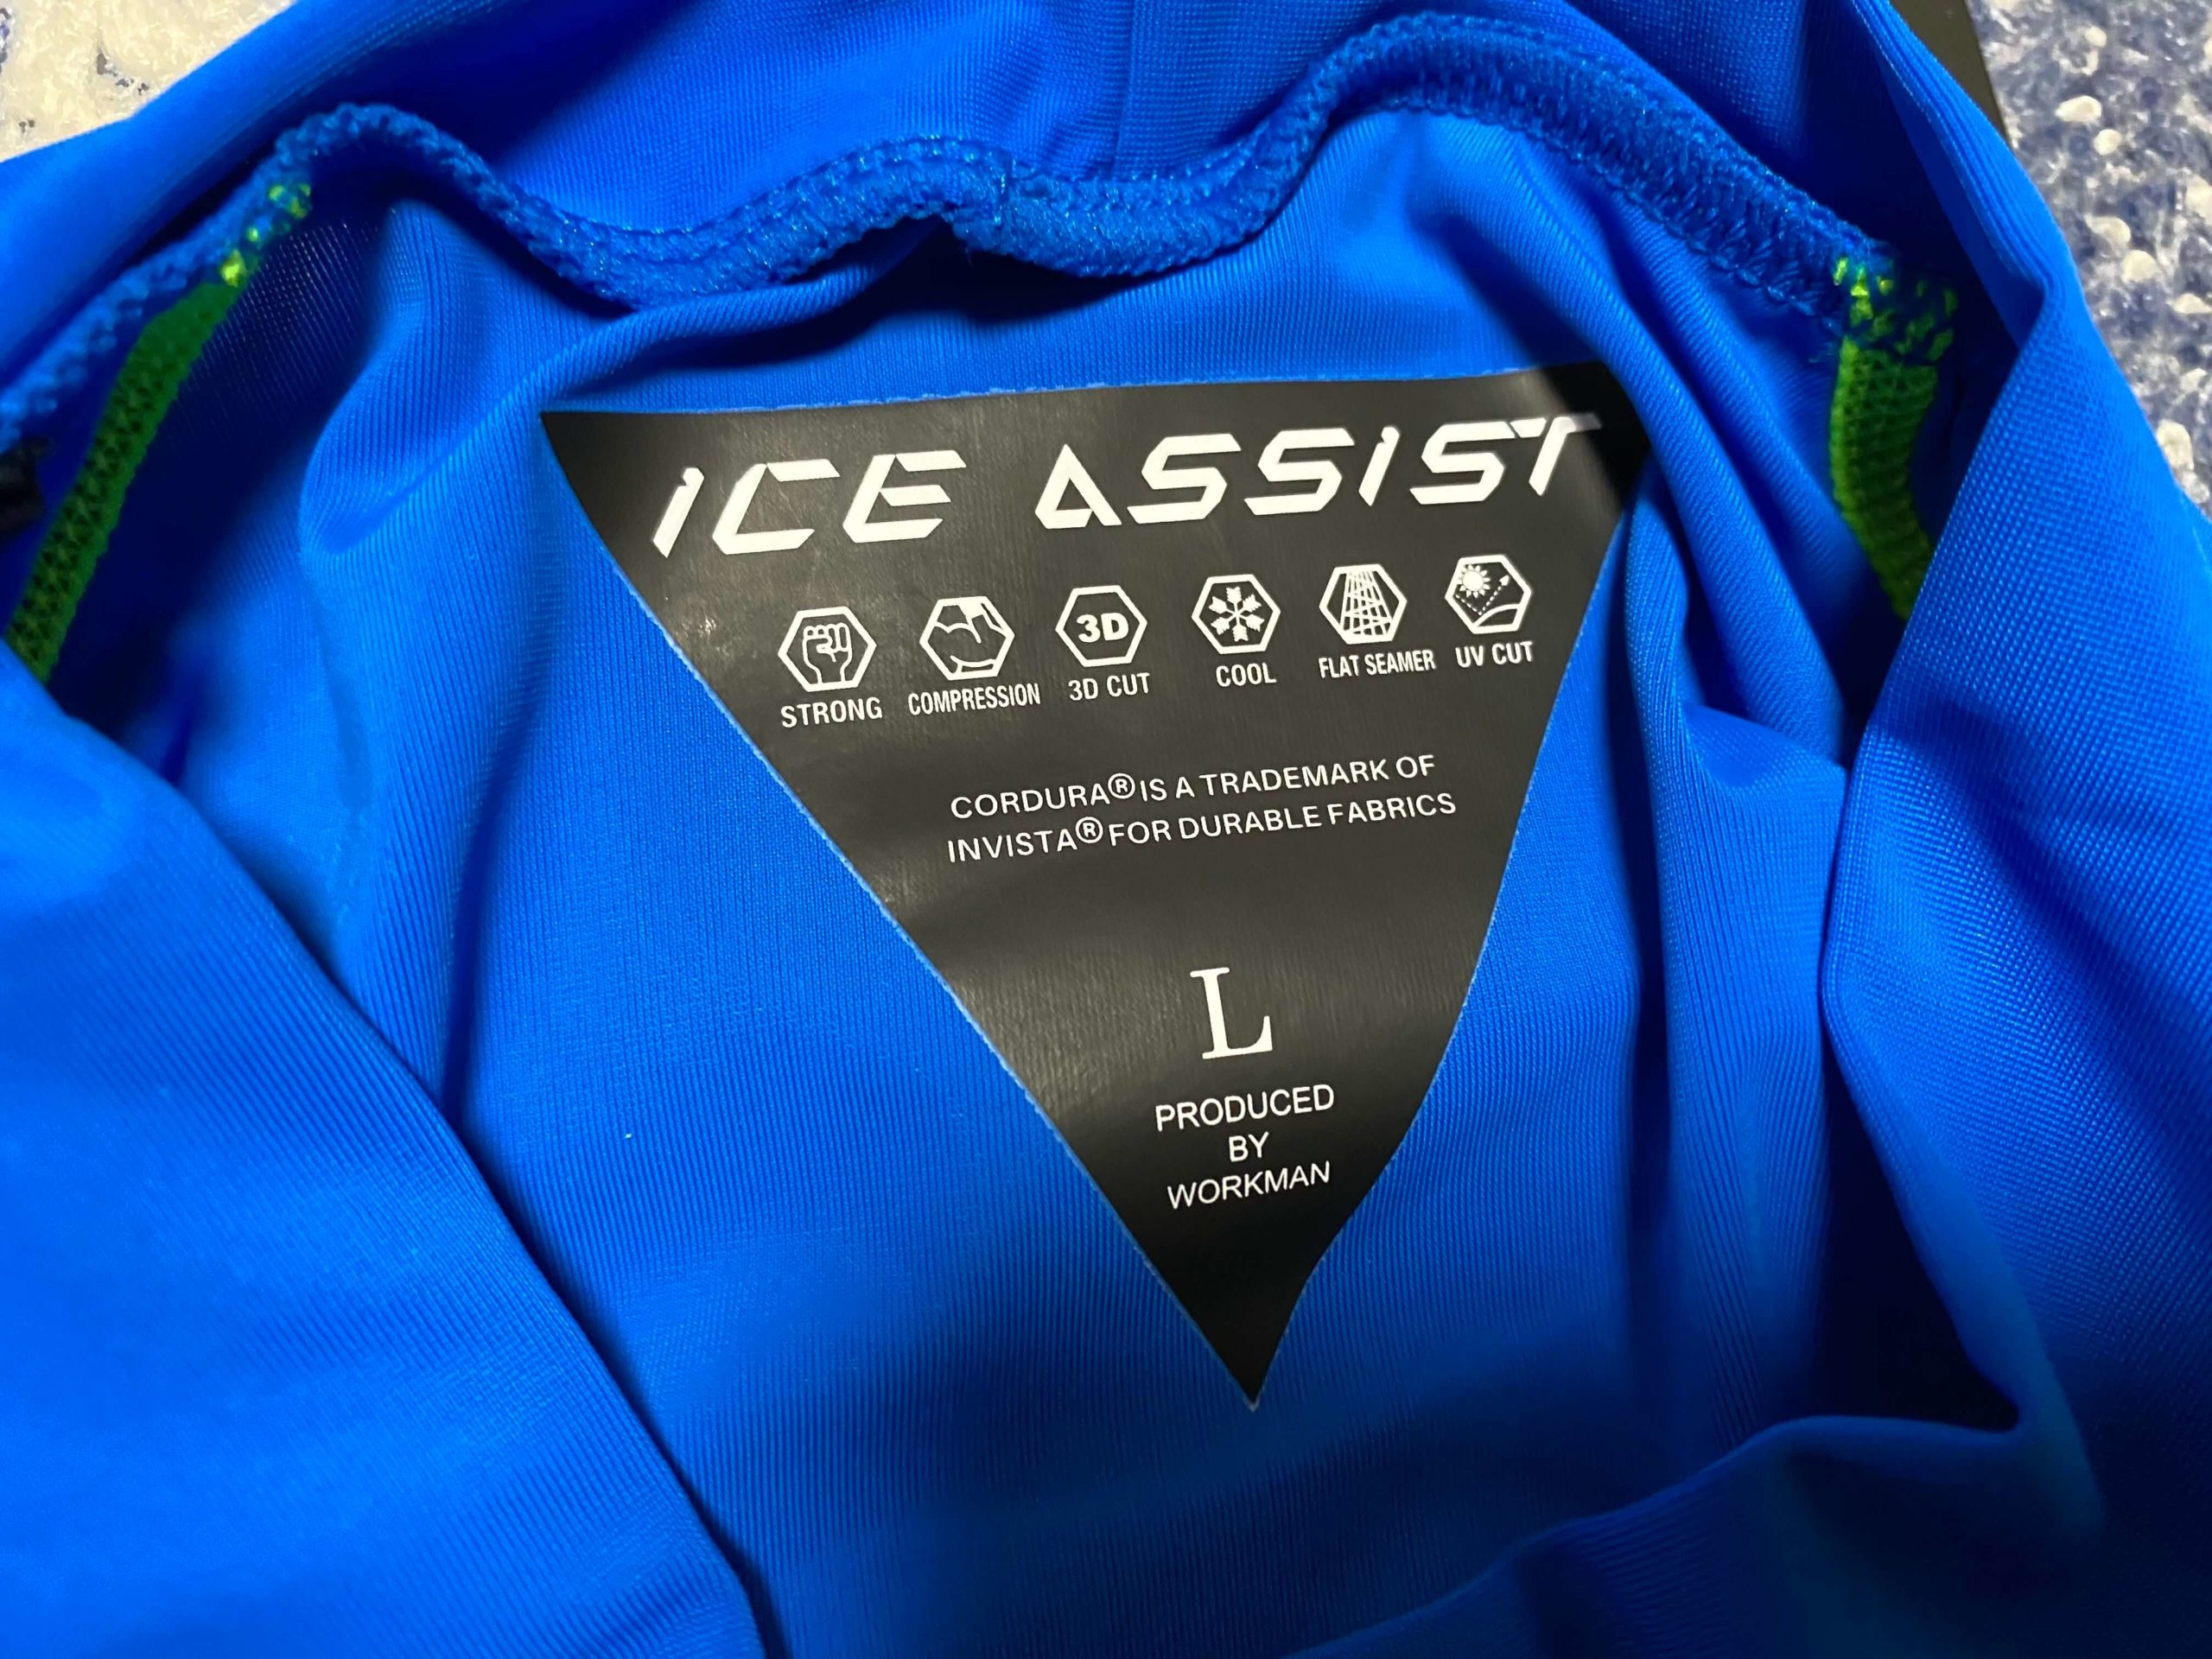 ICE ASSIST
3D
STRONG COMPRESSION 3D CUT COOL FLAT SEAMER UV CUT
CORDURA® IS A TRADEMARK OF
INVISTA® FOR DURABLE FABRICS
L
PRODUCED
BY
WORKMAN